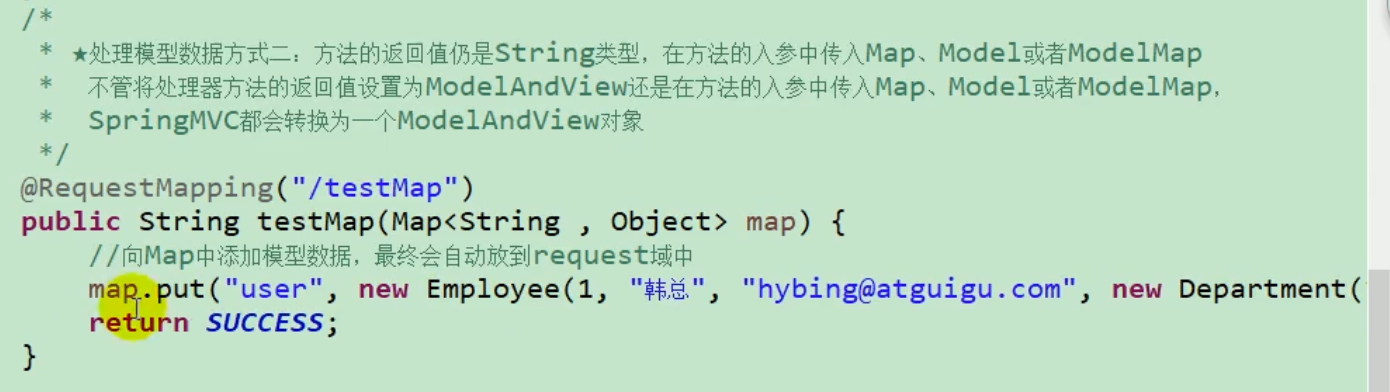 /*
* ★处理模型数据方式二：方法的返回值仍是String类型，在方法的入参中传入Map、Model或者ModelMap
* 不管将处理器方法的返回值设置为ModelAndView还是在方法的入参中传入Map、Model或者ModelMap，
* SpringMVC都会转换为一个ModelAndView对象
*/
@RequestMapping("/testMap")
public String testMap(Map<String , Object> map) {
//向Map中添加模型数据，最终会自动放到request域中
map.put("user", new Employee(1, "韩总", "hybing@atguigu.com", new Department(
return SUCCESS;
}